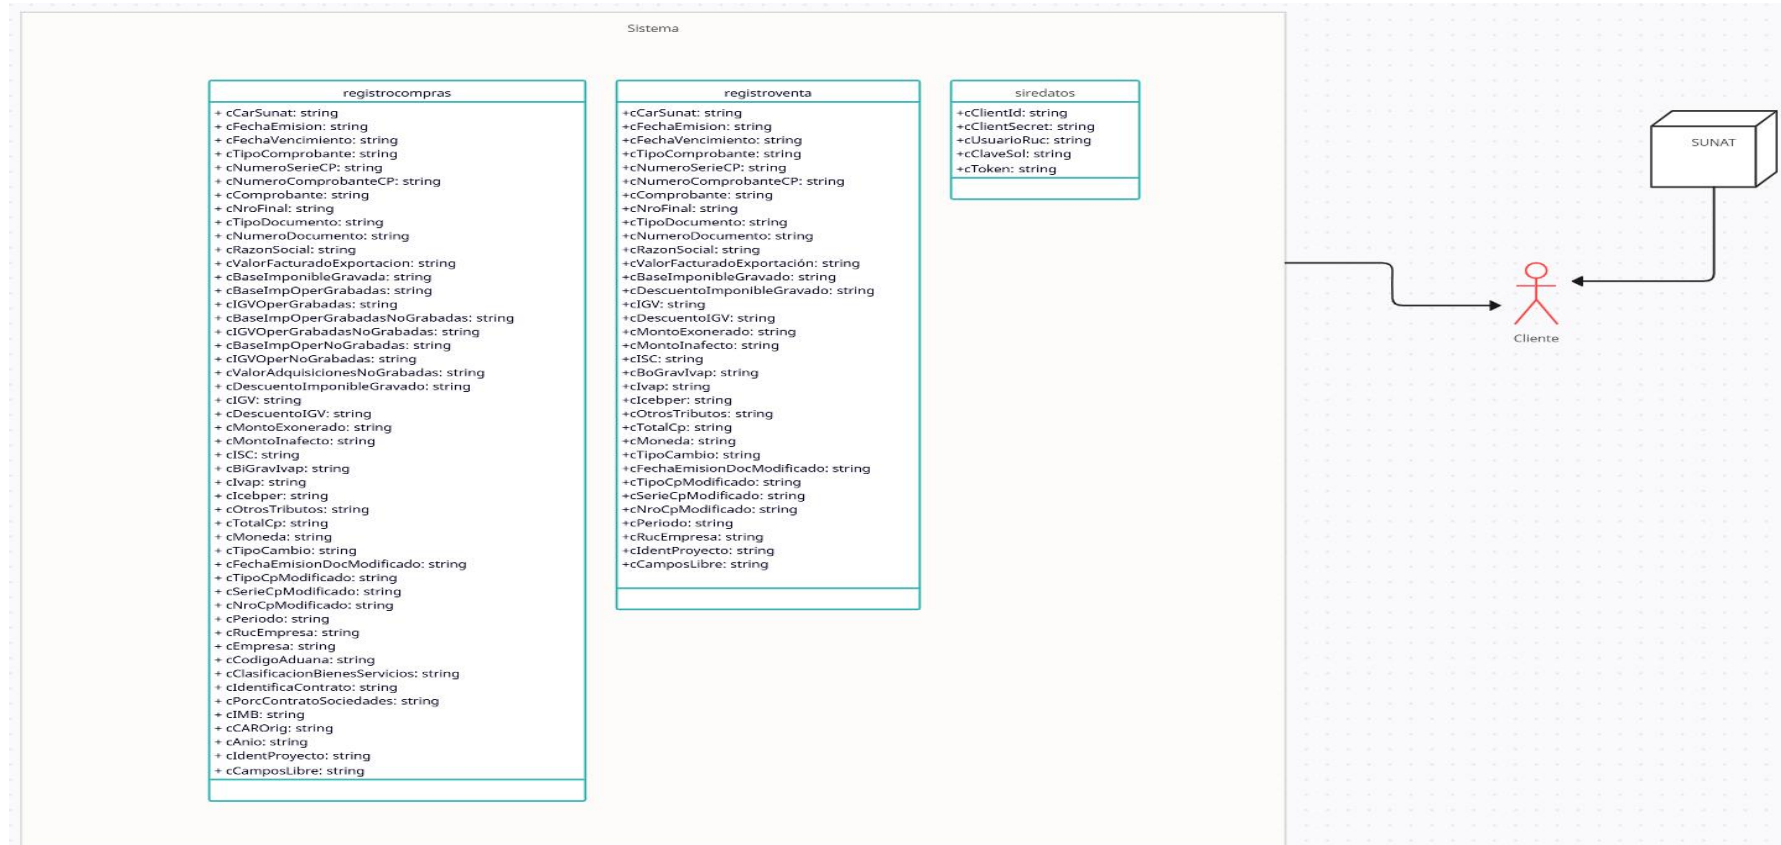 Sistema
registrocompras
+ cCarSunat: string
+ cFechaEmision: string
+ cFechaVencimiento: string
+ cTipoComprobante: string
+ cNumeroSerieCP: string
+ cNumeroComprobanteCP: string
+ cComprobante: string
+ cNroFinal: string
+ cTipoDocumento: string
+ cNumeroDocumento: string
+ cRazonSocial: string
+ cValorFacturadoExportacion: string
+ cBaseImponibleGravada: string
+ cBaseImpOperGrabadas: string
+ cIGVOperGrabadas: string
+ cBaseImpOperGrabadasNoGrabadas: string
+ cIGVOperGrabadasNoGrabadas: string
+ cBaseImpOperNoGrabadas: string
+ cIGVOperNoGrabadas: string
+ cValorAdquisicionesNoGrabadas: string
+ cDescuentoImponibleGravado: string
+ cIGV: string
+ cDescuentoIGV: string
+ cMontoExonerado: string
+ cMontoInafecto: string
+ cISC: string
+ cBiGravIvap: string
+ cIvap: string
+ cIcebper: string
+ cOtrosTributos: string
+ cTotalCp: string
+ cMoneda: string
+ cTipoCambio: string
+ cFechaEmisionDocModificado: string
+ cTipoCpModificado: string
+ cSerieCpModificado: string
+ cNroCpModificado: string
+ cPeriodo: string
+ cRucEmpresa: string
+ cEmpresa: string
+ cCodigoAduana: string
+ cClasificacionBienesServicios: string
+ cIdentificaContrato: string
+ cPorcContratoSociedades: string
+ cIMB: string
+ cCAROrig: string
+ cAnio: string
+ cIdentProyecto: string
+ cCamposLibre: string
registroventa
+cCarSunat: string
+cFechaEmision: string
+cFechaVencimiento: string
+cTipoComprobante: string
+cNumeroSerieCP: string
+cNumeroComprobanteCP: string
+cComprobante: string
+cNroFinal: string
+cTipoDocumento: string
+cNumeroDocumento: string
+cRazonSocial: string
+cValorFacturadoExportación: string
+cBaseImponibleGravado: string
+cDescuentoImponibleGravado: string
+cIGV: string
+cDescuentoIGV: string
+cMontoExonerado: string
+cMontoInafecto: string
+cISC: string
+cBoGravIvap: string
+cIvap: string
+cIcebper: string
+cOtrosTributos: string
+cTotalCp: string
+cMoneda: string
+cTipoCambio: string
+cFechaEmisionDocModificado: string
+cTipoCpModificado: string
+cSerieCpModificado: string
+cNroCpModificado: string
+cPeriodo: string
+cRucEmpresa: string
+cIdentProyecto: string
+cCamposLibre: string
siredatos
+cClientId: string
+cClientSecret: string
+cUsuarioRuc: string
+cClaveSol: string
+cToken: string
SUNAT
Cliente